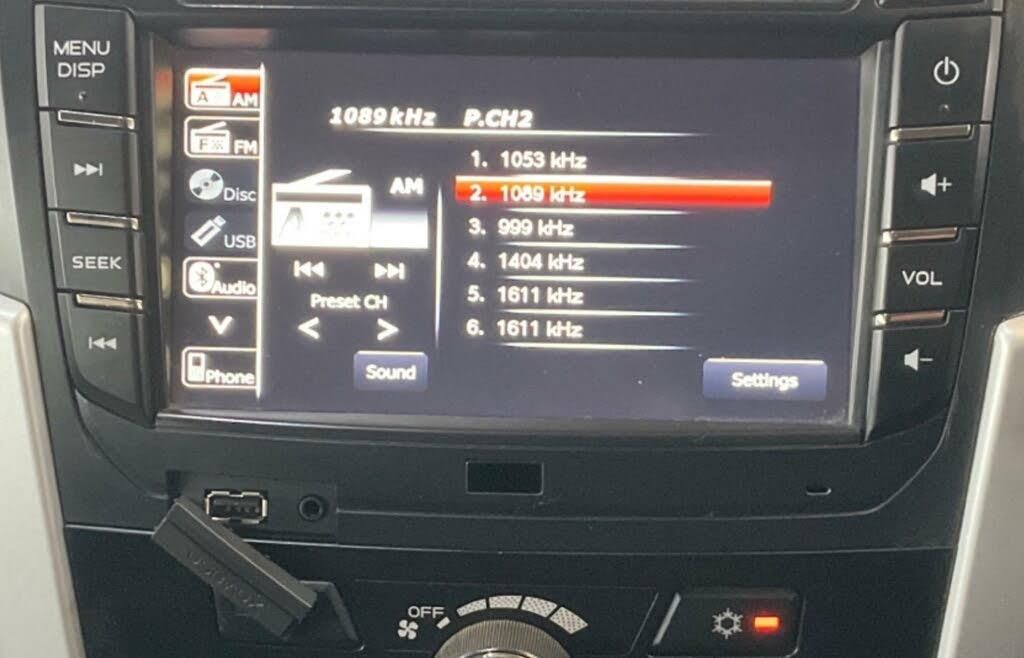 MENU
DISP
SEEK
A AM
FM FM
Disc
USB
Audio
Phone
1089 kHz P.CH2
AM
A
Preset CH
< >
Sound
1. 1053 kHz
2. 1089 kHz
3. 999 kHz
4. 1404 kHz
5. 1611 kHz
6. 1611 kHz
Settings
+
VOL
-
OFF